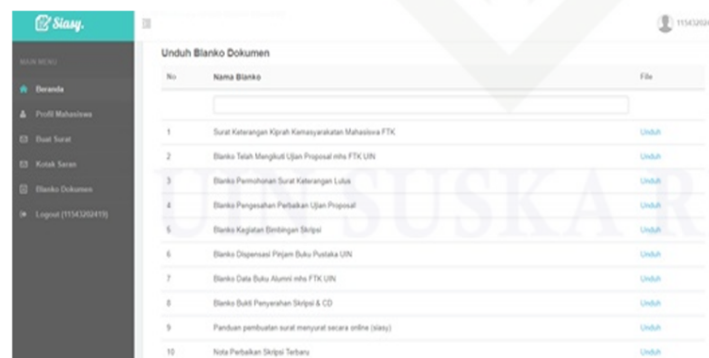 Siasy.
11543202419
MAIN MENU
Beranda
Profil Mahasiswa
Buat Surat
Kotak Saran
Blanko Dokumen
Logout (11543202419)
Unduh Blanko Dokumen
No Nama Blanko File
1 Surat Keterangan Kiprah Kemasyarakatan Mahasiswa FTK Unduh
2 Blanko Telah Mengikuti Ujian Proposal mhs FTK UIN Unduh
3 Blanko Permohonan Surat Keterangan Lulus Unduh
4 Blanko Pengesahan Perbaikan Ujian Proposal Unduh
5 Blanko Kegiatan Bimbingan Skripsi Unduh
6 Blanko Dispensasi Pinjam Buku Pustaka UIN Unduh
7 Blanko Data Buku Alumni mhs FTK UIN Unduh
8 Blanko Bukti Penyerahan Skripsi & CD Unduh
9 Panduan pembuatan surat menyurat secara online (siasy) Unduh
10 Nota Perbaikan Skripsi Terbaru Unduh
UIN SUSKA R